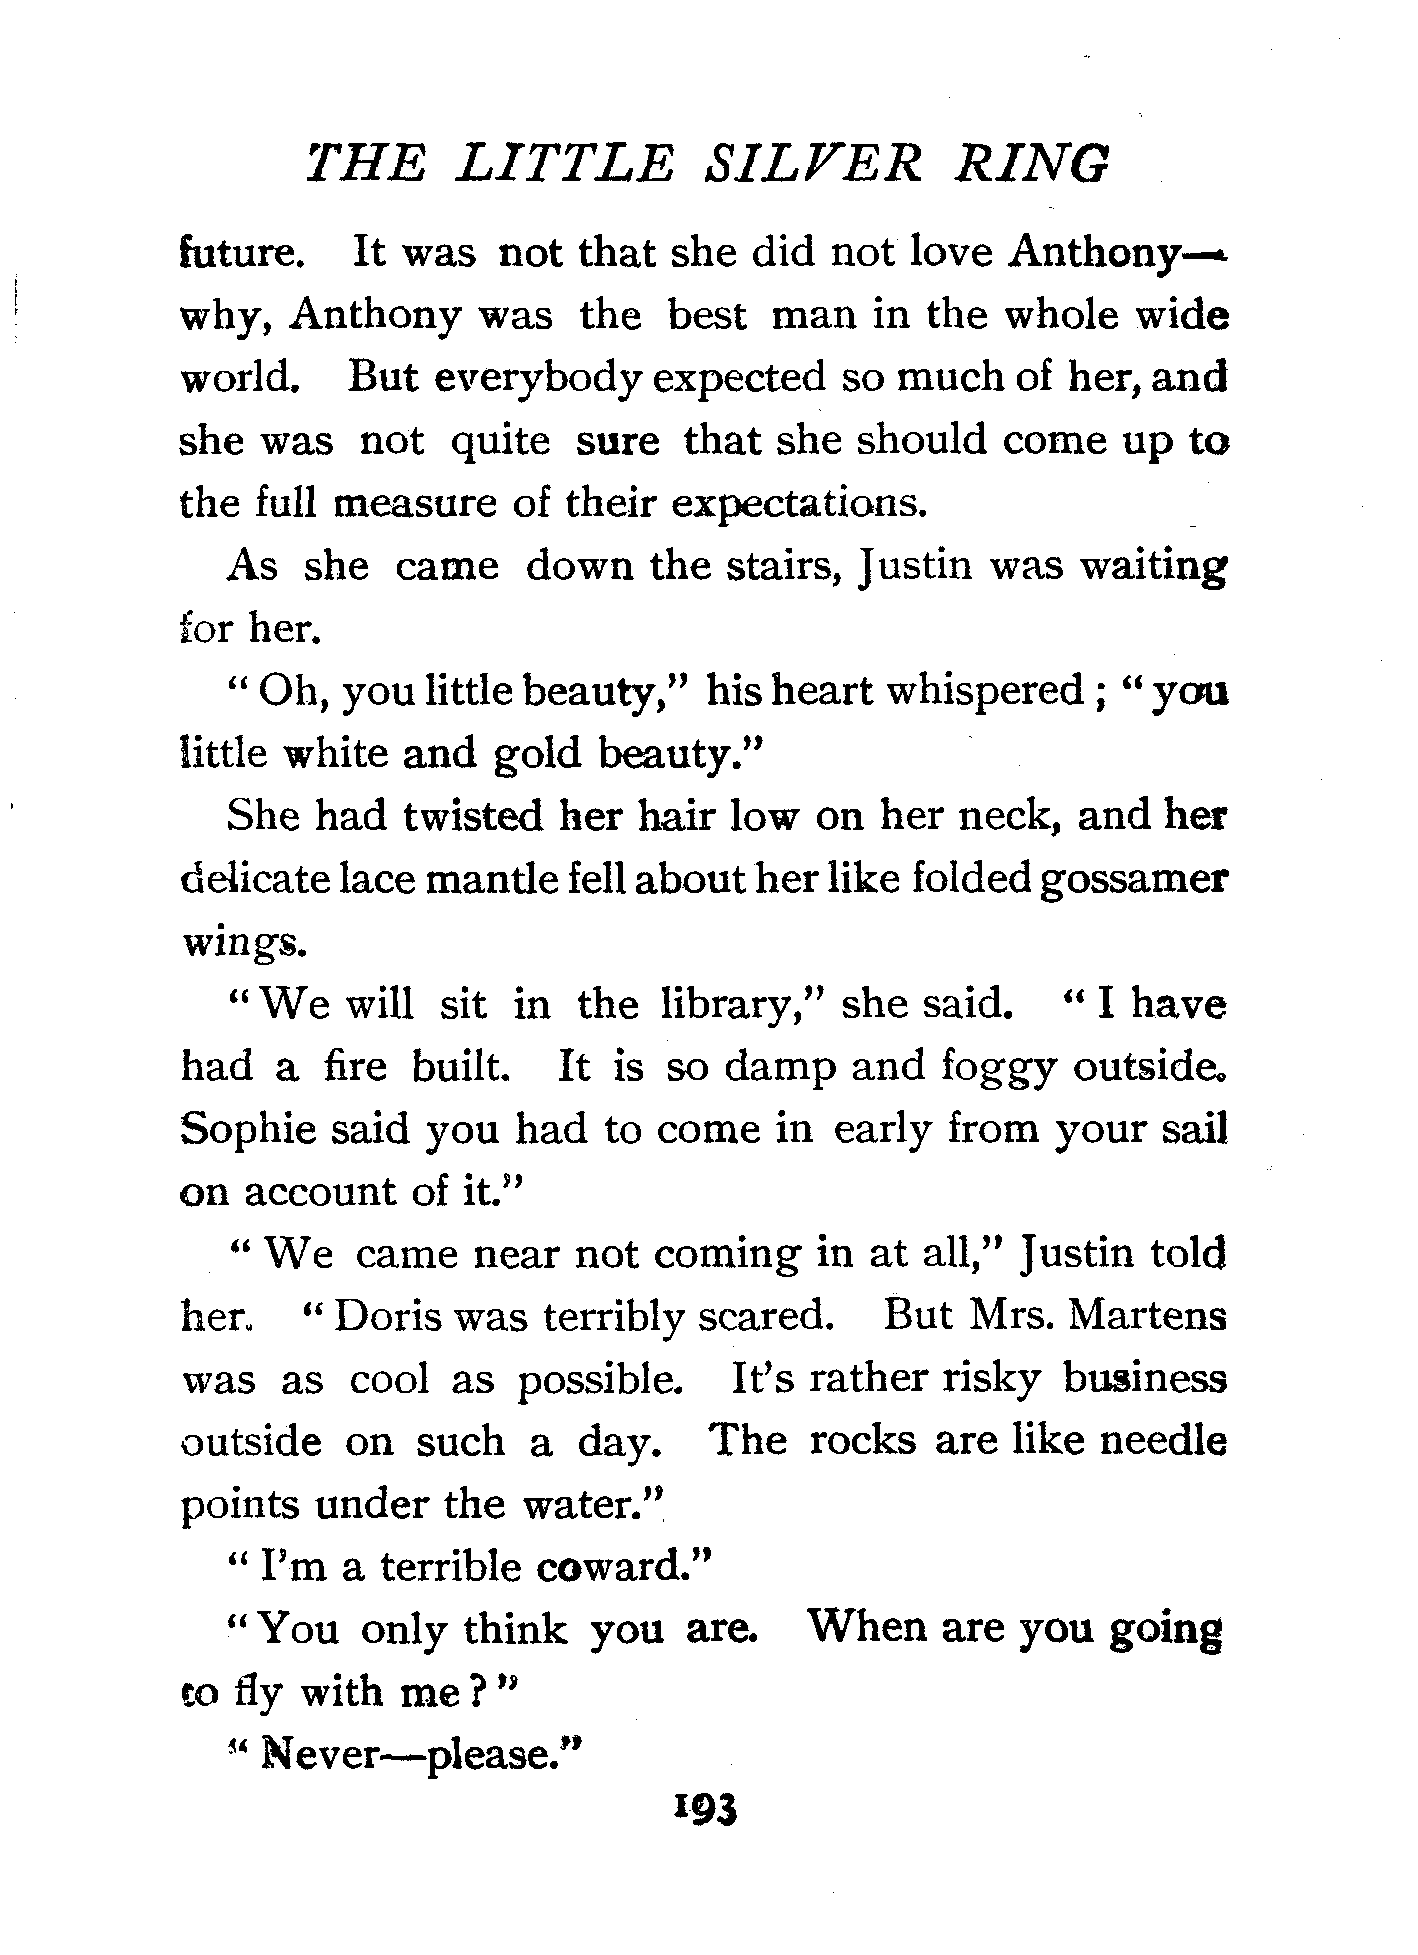 THE LITTLE SILVER RING
future. It was not that she did not love Anthony—
why, Anthony was the best man in the whole wide
world. But everybody expected so much of her, and
she was not quite sure that she should come up to
the full measure of their expectations.
As she came down the stairs, Justin was waiting
for her.
“ Oh, you little beauty,” his heart whispered ; “ you
little white and gold beauty.”
She had twisted her hair low on her neck, and her
delicate lace mantle fell about her like folded gossamer
wings.
“ We will sit in the library,” she said. “ I have
had a fire built. It is so damp and foggy outside.
Sophie said you had to come in early from your sail
on account of it.”
“ We came near not coming in at all,” Justin told
her. “ Doris was terribly scared. But Mrs. Martens
was as cool as possible. It’s rather risky business
outside on such a day. The rocks are like needle
points under the water.”
“ I’m a terrible coward.”
“ You only think you are. When are you going
to fly with me ? ”
“ Never—please.”
193